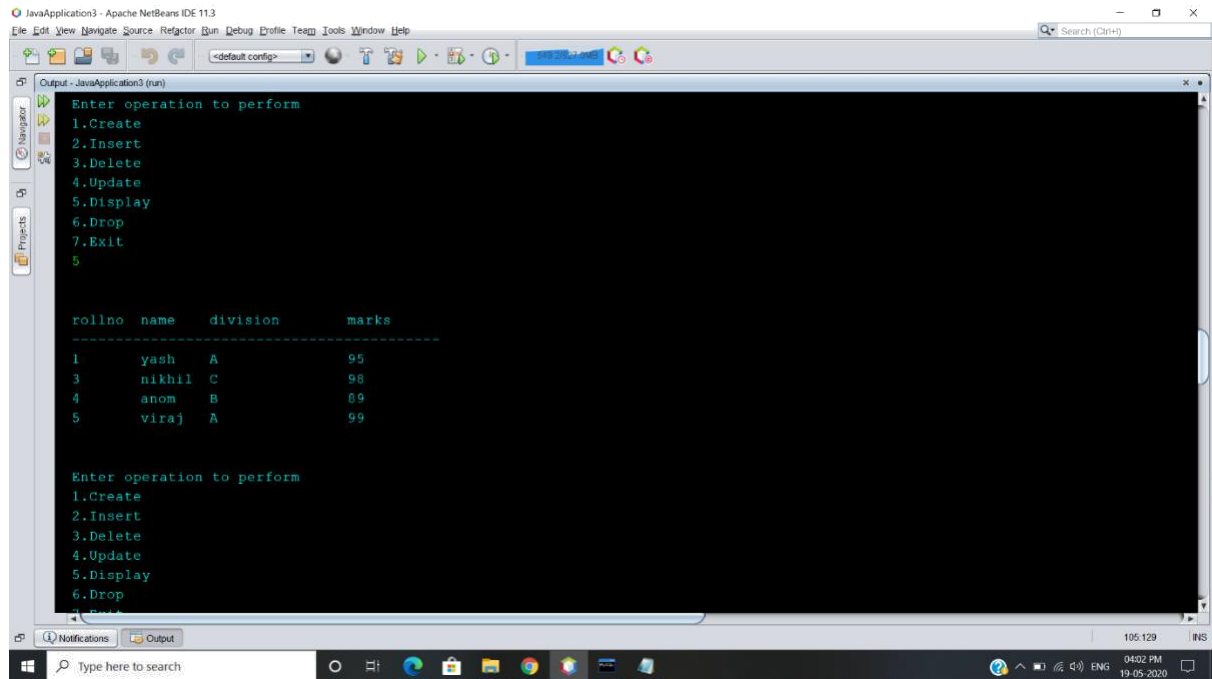 JavaApplication3 - Apache NetBeans IDE 11.3
File Edit View Navigate Source Refactor Run Debug Profile Team Tools Window Help
Search (Ctrl+I)
<default config>
Output - JavaApplication3 (run)
Navigator
Projects
Enter operation to perform
1.Create
2.Insert
3.Delete
4.Update
5.Display
6.Drop
7.Exit
5
rollno name division marks
----------------------------------------
1 yash A 95
3 nikhil C 98
4 anom B 89
5 viraj A 99
Enter operation to perform
1.Create
2.Insert
3.Delete
4.Update
5.Display
6.Drop
7.Exit
Notifications Output
105:129 INS
Type here to search
ENG
04:02 PM
19-05-2020